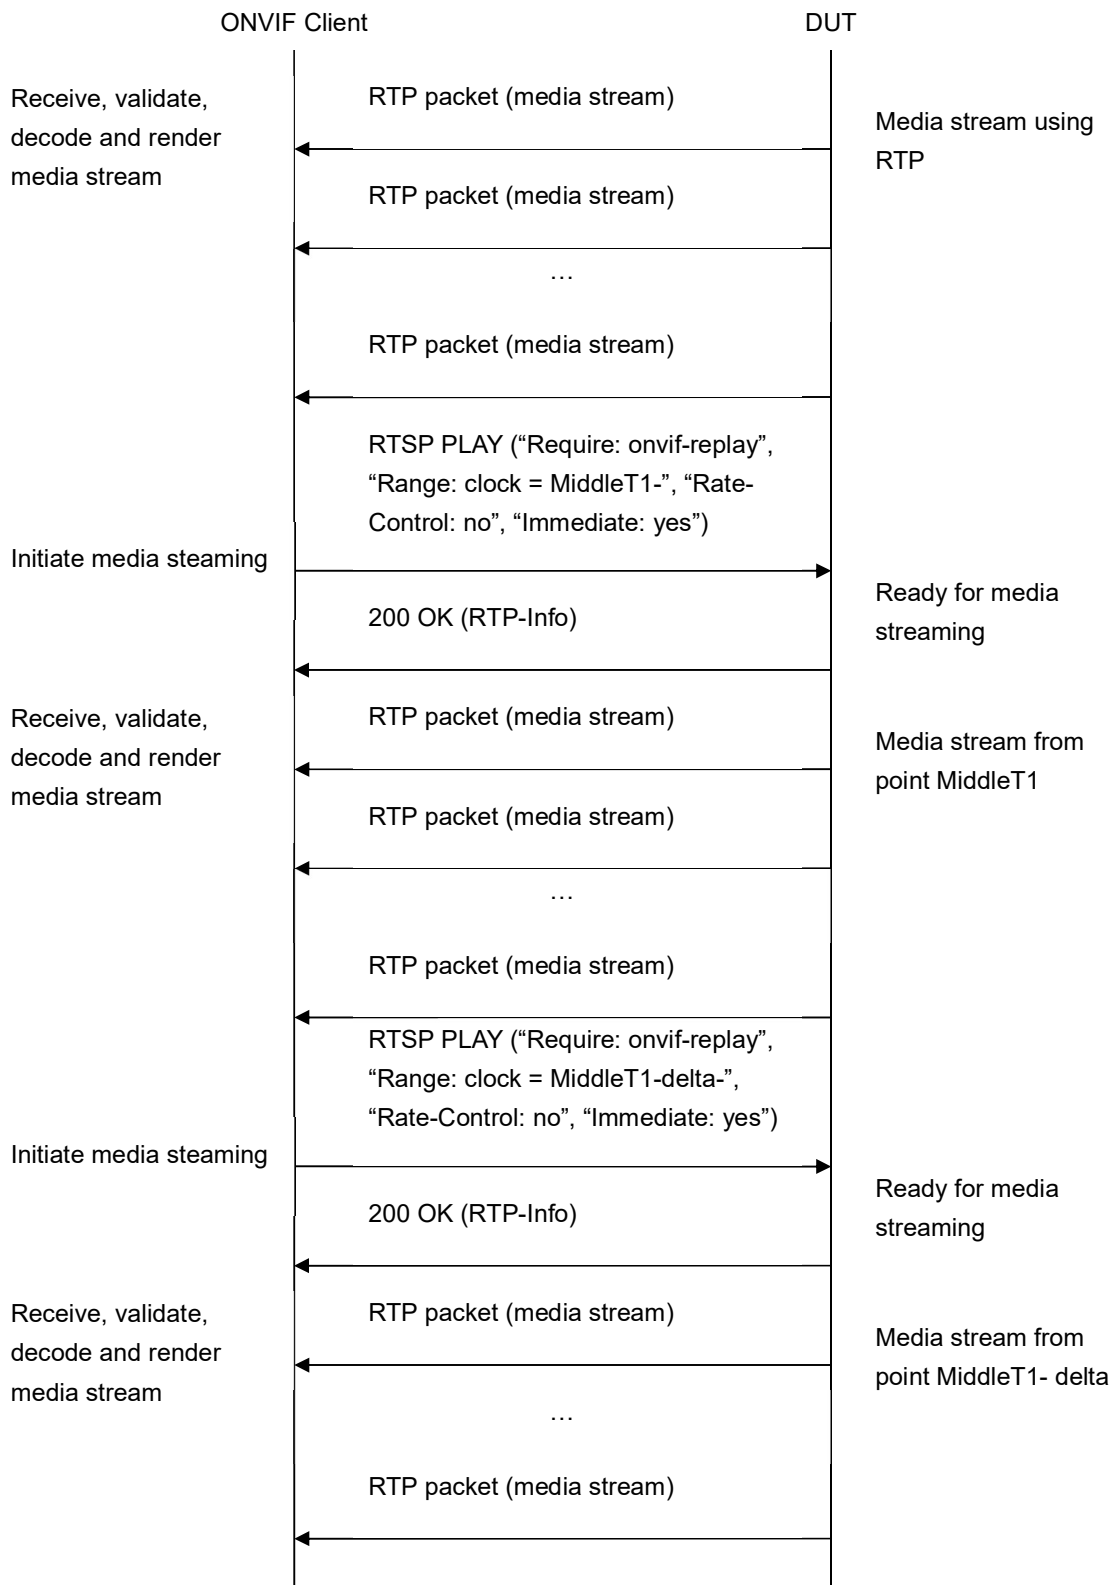 ONVIF Client
DUT
RTP packet (media stream)
Receive, validate,
decode and render
media stream
Media stream using
RTP
RTP packet (media stream)
…
RTP packet (media stream)
RTSP PLAY (“Require: onvif-replay”,
“Range: clock = MiddleT1-”, “Rate-
Control: no”, “Immediate: yes”)
Initiate media steaming
Ready for media
streaming
200 OK (RTP-Info)
RTP packet (media stream)
Receive, validate,
decode and render
media stream
Media stream from
point MiddleT1
RTP packet (media stream)
…
RTP packet (media stream)
RTSP PLAY (“Require: onvif-replay”,
“Range: clock = MiddleT1-delta-”,
“Rate-Control: no”, “Immediate: yes”)
Initiate media steaming
Ready for media
streaming
200 OK (RTP-Info)
RTP packet (media stream)
Receive, validate,
decode and render
media stream
Media stream from
point MiddleT1- delta
…
RTP packet (media stream)